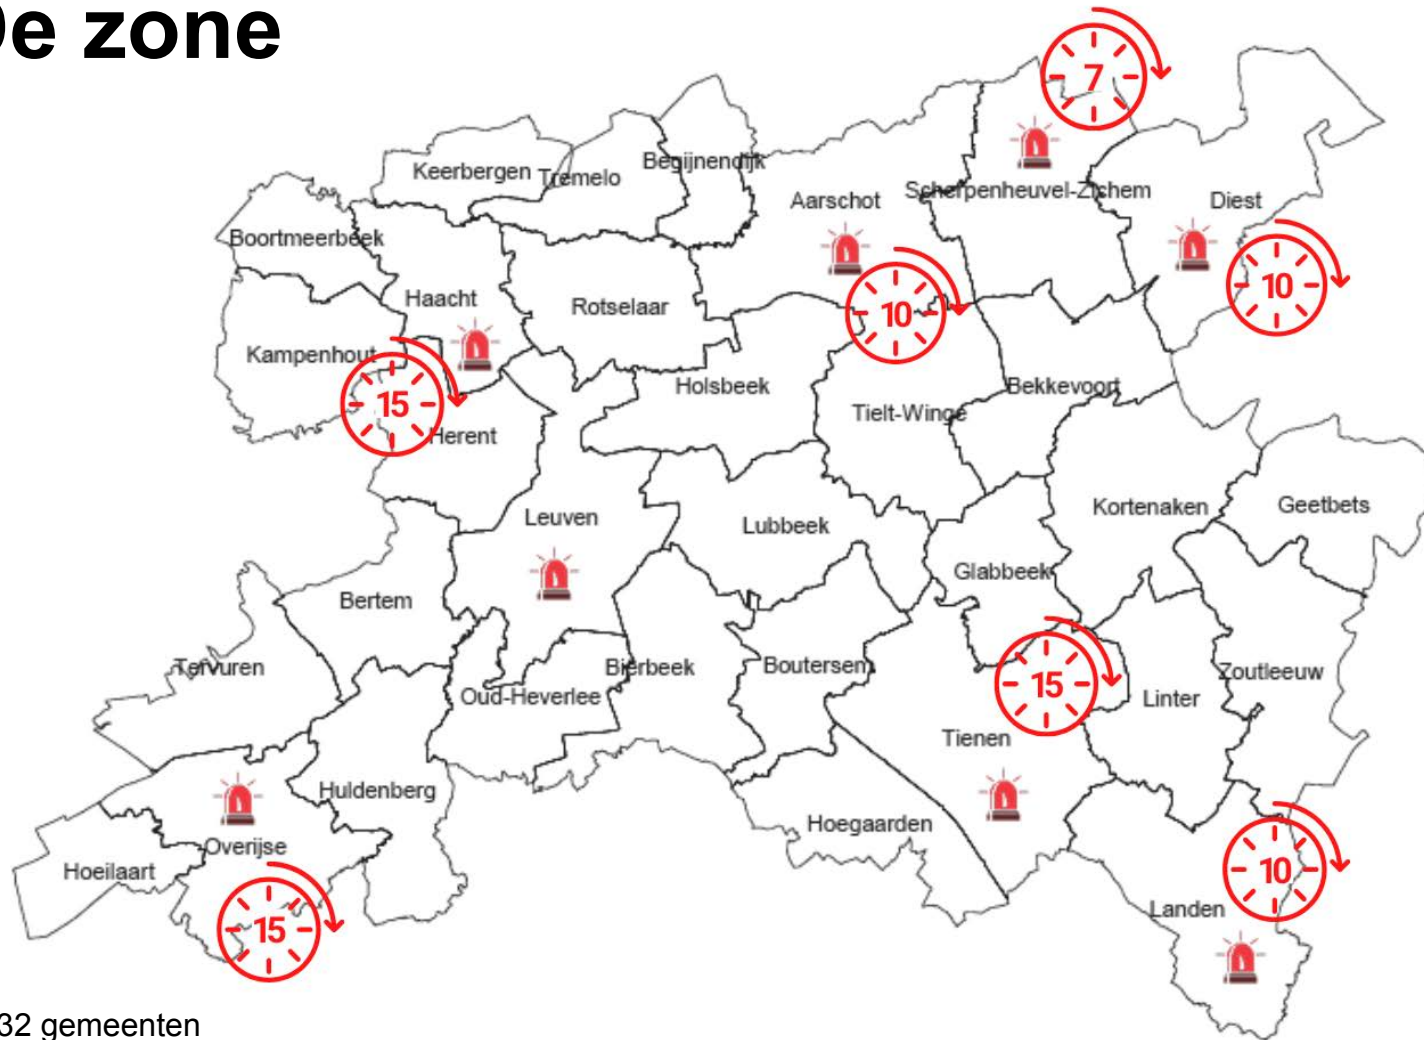 De zone
7
Keerbergen
Tremelo
Begijnendijk
Aarschot
Scherpenheuvel-Zichem
Diest
Boortmeerbeek
Haacht
Rotselaar
10
10
Kampenhout
15
Herent
Holsbeek
Tielt-Winge
Bekkevoort
Leuven
Lubbeek
Kortenaken
Geetbets
Glabbeek
Bertem
Tervuren
Oud-Heverlee
Bierbeek
Boutersem
15
Linter
Zoutleeuw
Tienen
Huldenberg
Hoegaarden
Overijse
Hoeilaart
10
Landen
15
32 gemeenten